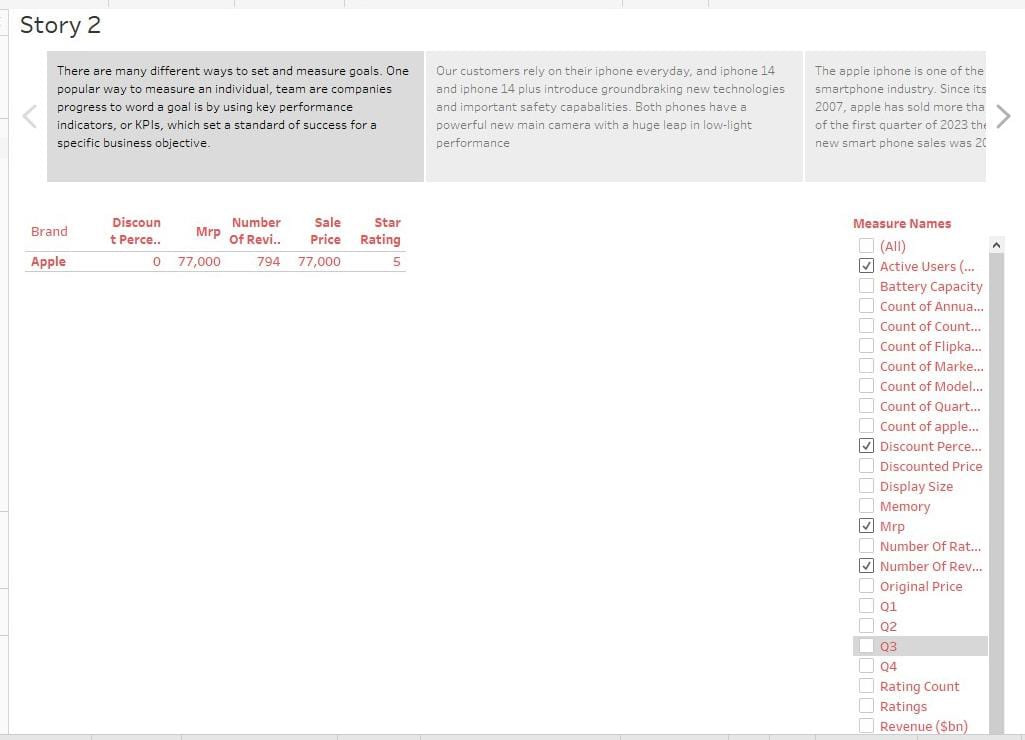 Story 2
There are many different ways to set and measure goals. One
popular way to measure an individual, team are companies
progress to word a goal is by using key performance
indicators, or KPIs, which set a standard of success for a
specific business objective.
Our customers rely on their iphone everyday, and iphone 14
and iphone 14 plus introduce groundbraking new technologies
and important safety capabalities. Both phones have a
powerful new main camera with a huge leap in low-light
performance
The apple iphone is one of the
smartphone industry. Since its
2007, apple has sold more tha
of the first quarter of 2023 the
new smart phone sales was 20
Brand Discoun t Perce.. Mrp Number Of Revi.. Sale Price Star Rating
Apple 0 77,000 794 77,000 5
Measure Names
(All)
Active Users (...
Battery Capacity
Count of Annua...
Count of Count...
Count of Flipka...
Count of Marke...
Count of Model...
Count of Quart...
Count of apple...
Discount Perce...
Discounted Price
Display Size
Memory
Mrp
Number Of Rat...
Number Of Rev...
Original Price
Q1
Q2
Q3
Q4
Rating Count
Ratings
Revenue ($bn)